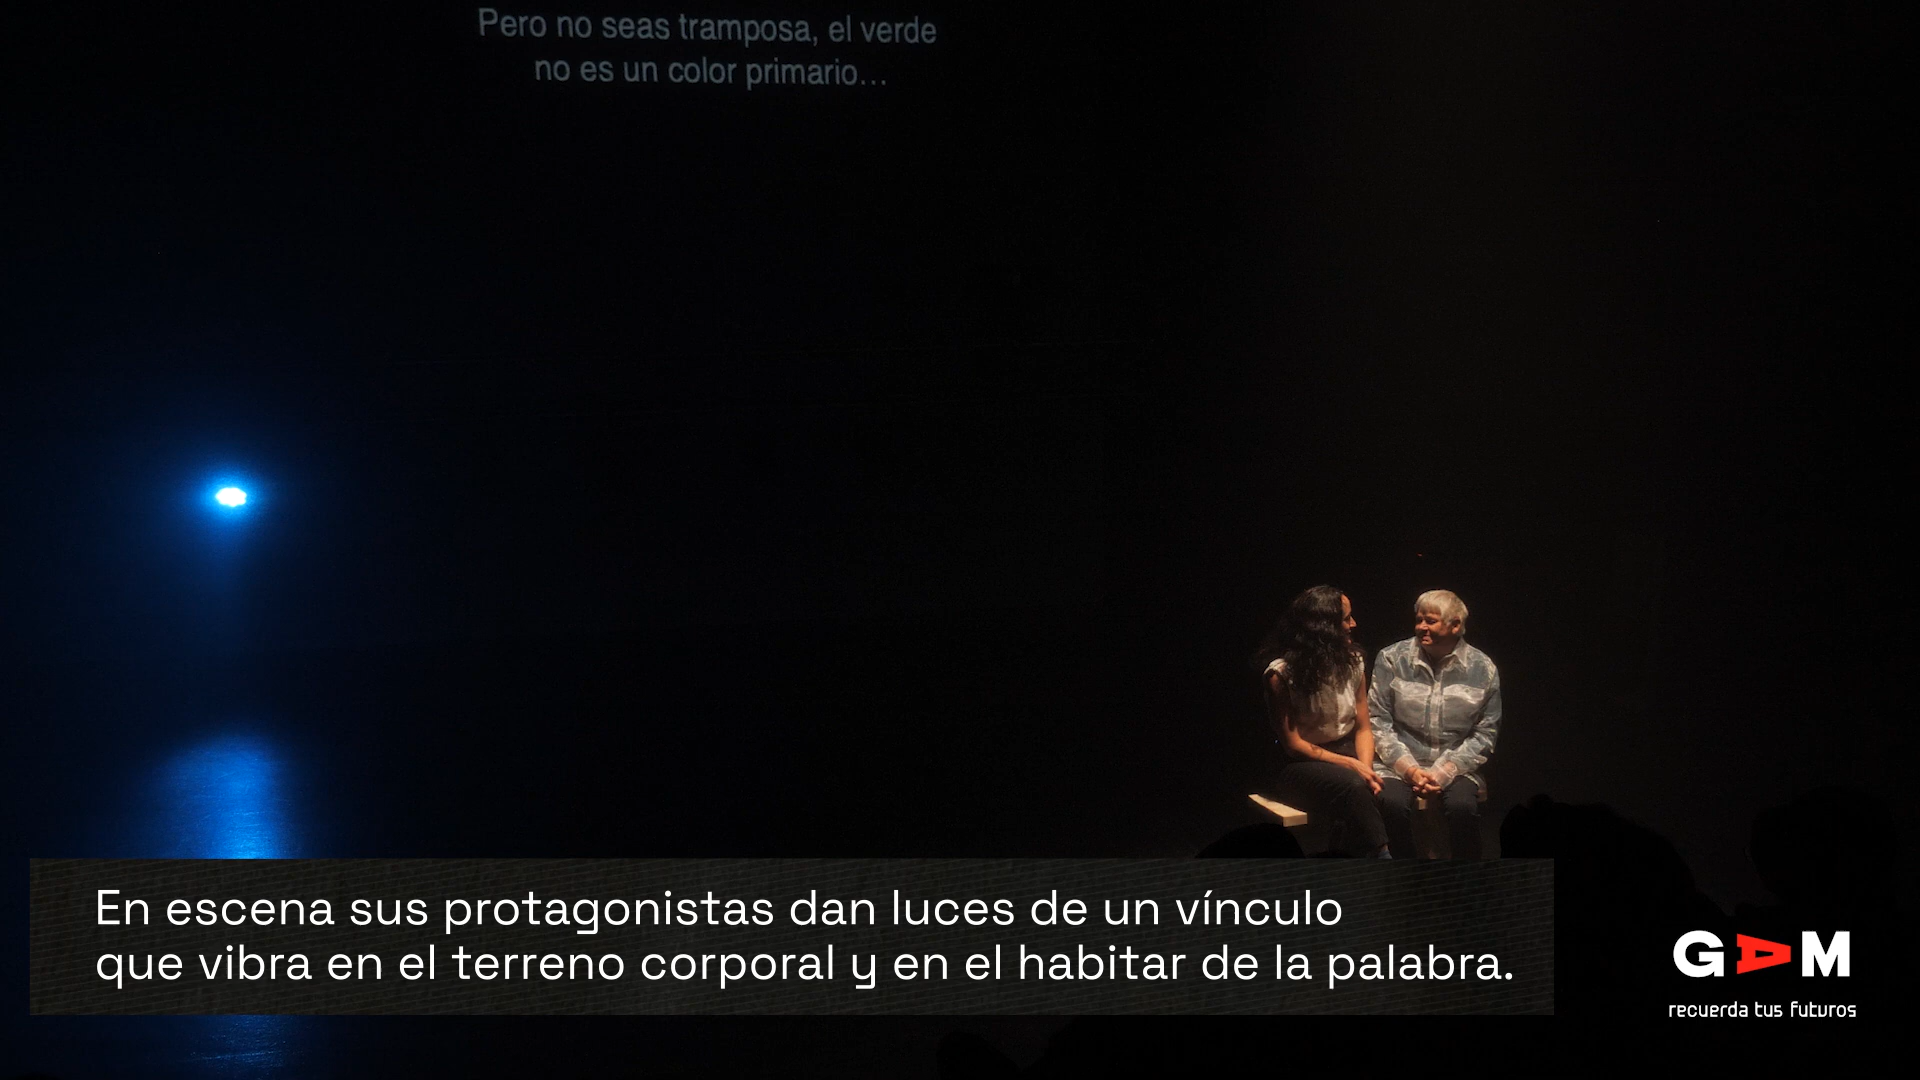 Pero no seas tramposa, el verde
no es un color primario...
En escena sus protagonistas dan luces de un vínculo
que vibra en el terreno corporal y en el habitar de la palabra.
GAM
recuerda tus futuros